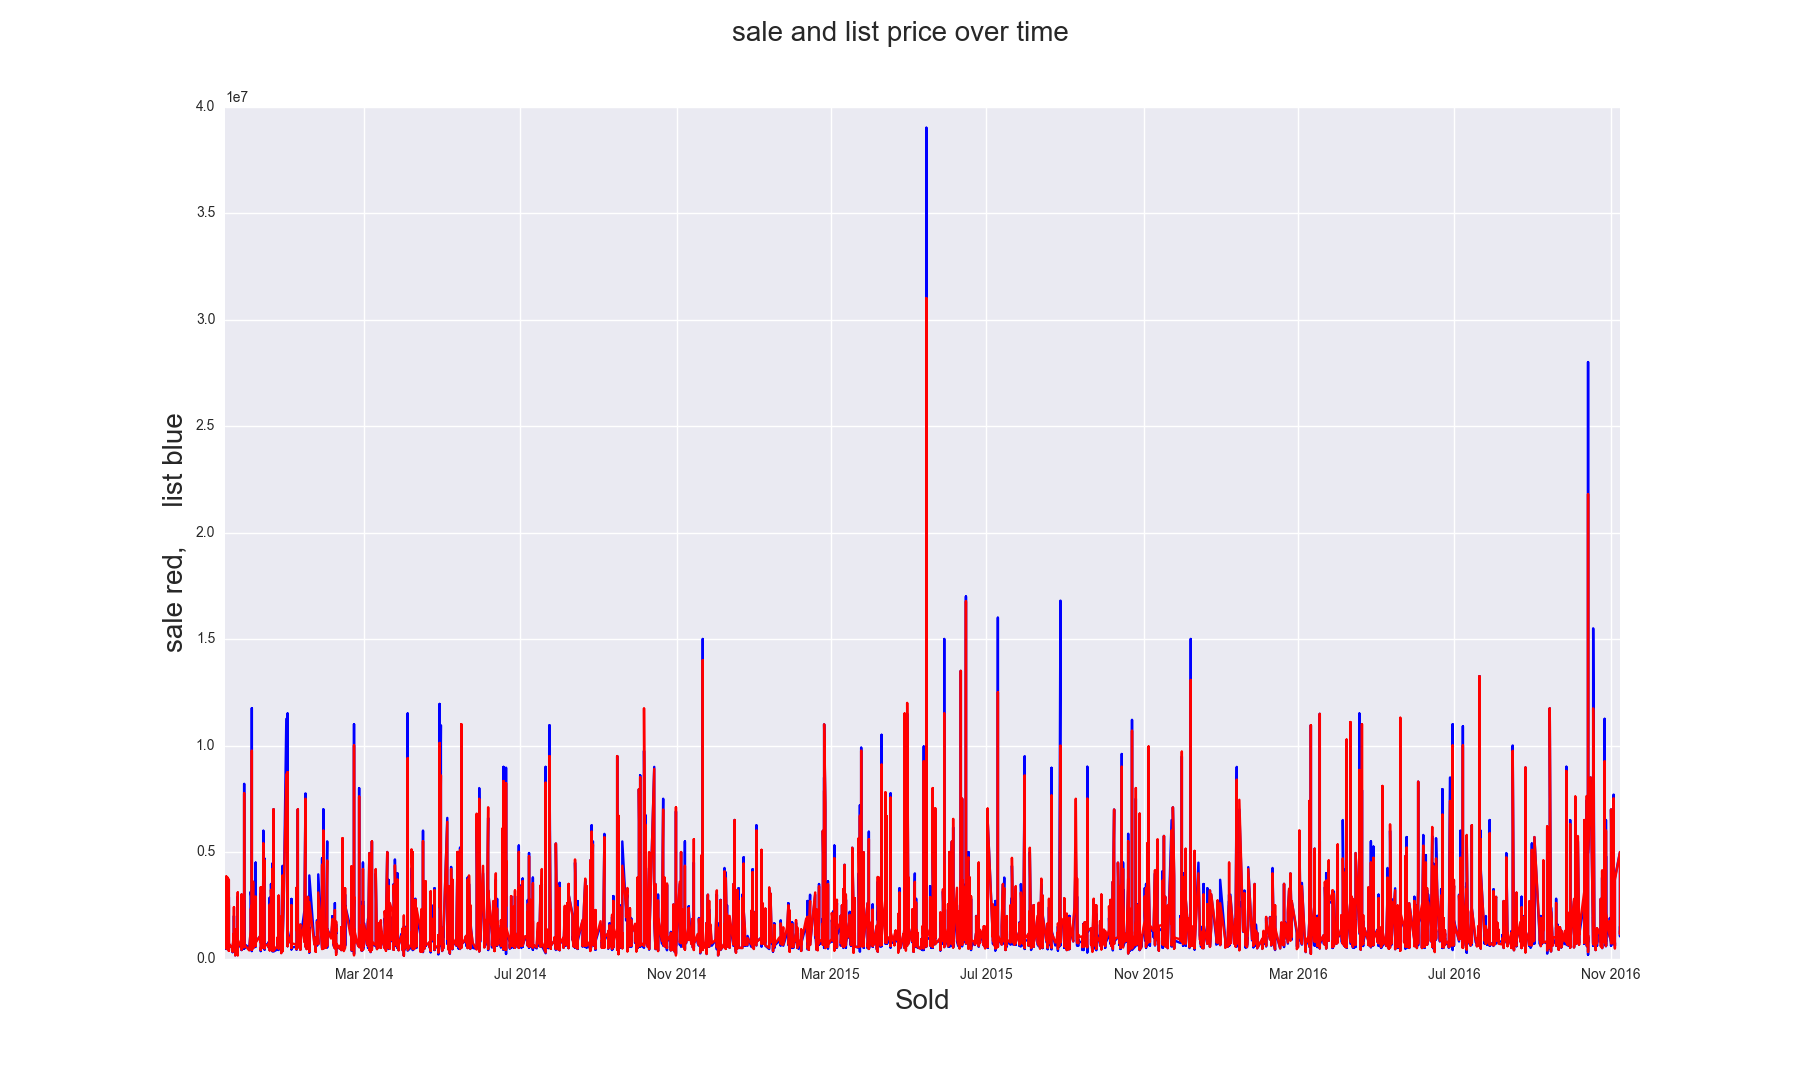 sale and list price over time
1e7
4.0
3.5
3.0
2.5
2.0
1.5
1.0
0.5
0.0
sale red,    list blue
Mar 2014
Jul 2014
Nov 2014
Mar 2015
Jul 2015
Nov 2015
Mar 2016
Jul 2016
Nov 2016
Sold